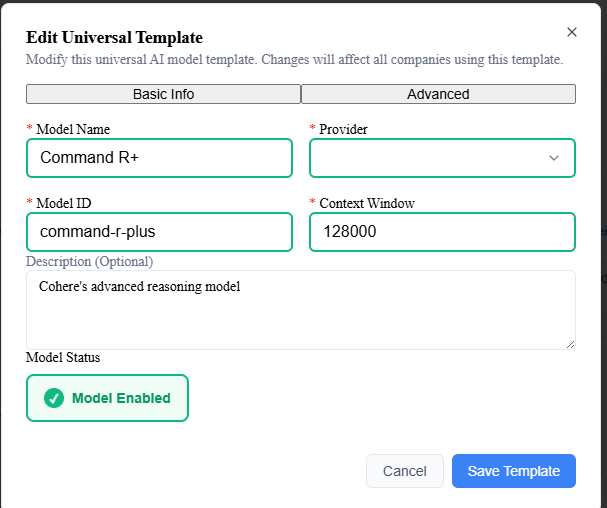 Edit Universal Template
Modify this universal AI model template. Changes will affect all companies using this template.
Basic Info
Advanced
* Model Name
* Provider
Command R+
* Model ID
* Context Window
command-r-plus
128000
Description (Optional)
Cohere's advanced reasoning model
Model Status
Model Enabled
Cancel
Save Template